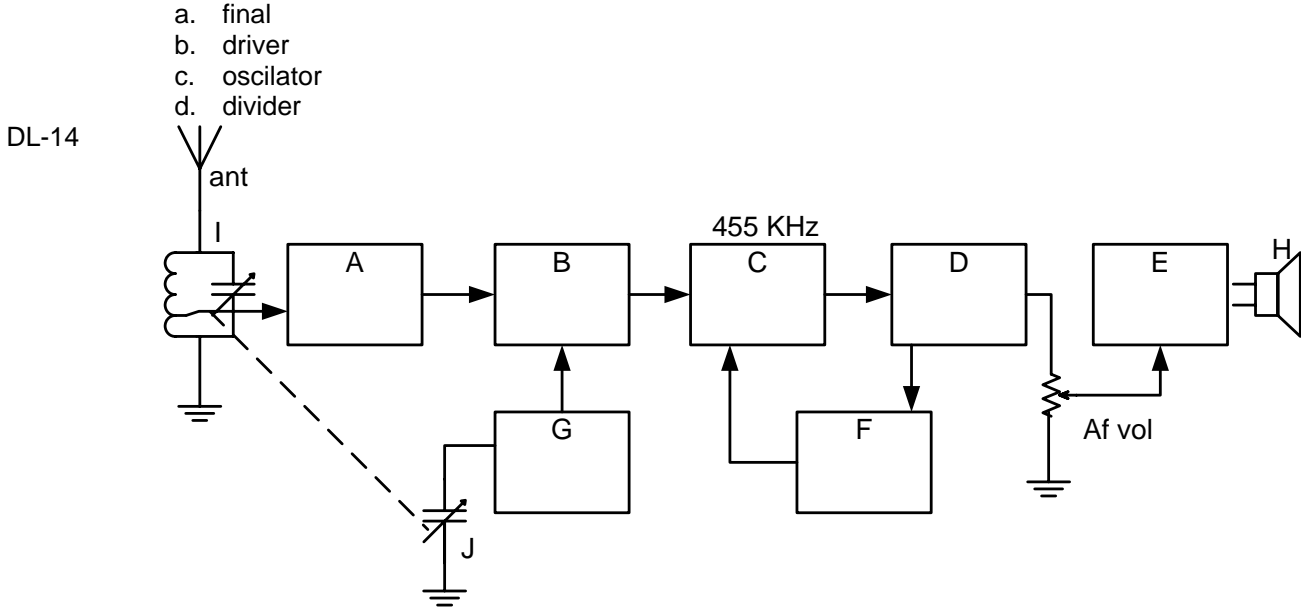 a. final
b. driver
c. oscilator
d. divider
DL-14
ant
I
455 KHz
A
B
C
D
E
H
G
F
Af vol
J